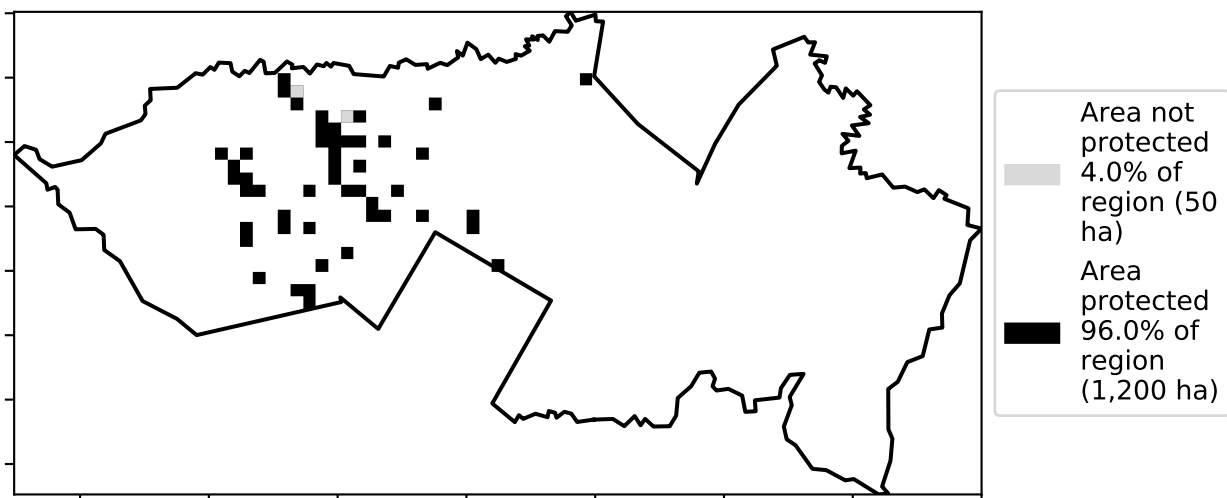 Area not
protected
4.0% of
region (50
ha)
Area
protected
96.0% of
region
(1,200 ha)